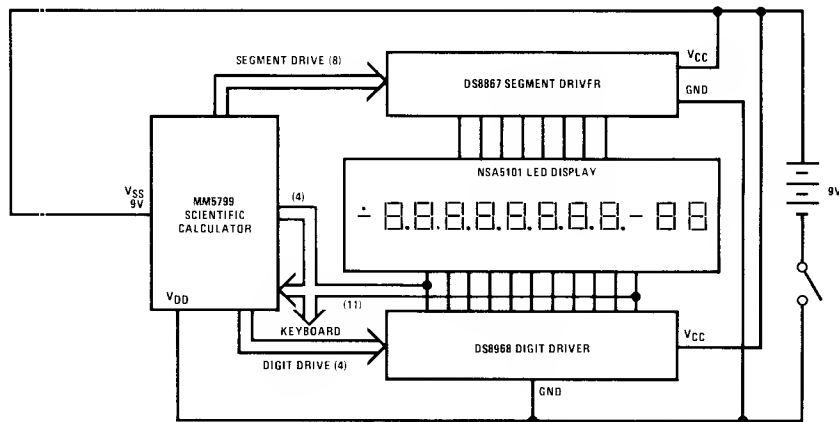 SEGMENT DRIVE (8)
DS8867 SEGMENT DRIVER
VCC
GND
NSA5101 LED DISPLAY
VSS
9V
MM5799
SCIENTIFIC
CALCULATOR
(4)
9V
VDD
(11)
KEYBOARD
DIGIT DRIVE (4)
DS8968 DIGIT DRIVER
VCC
GND